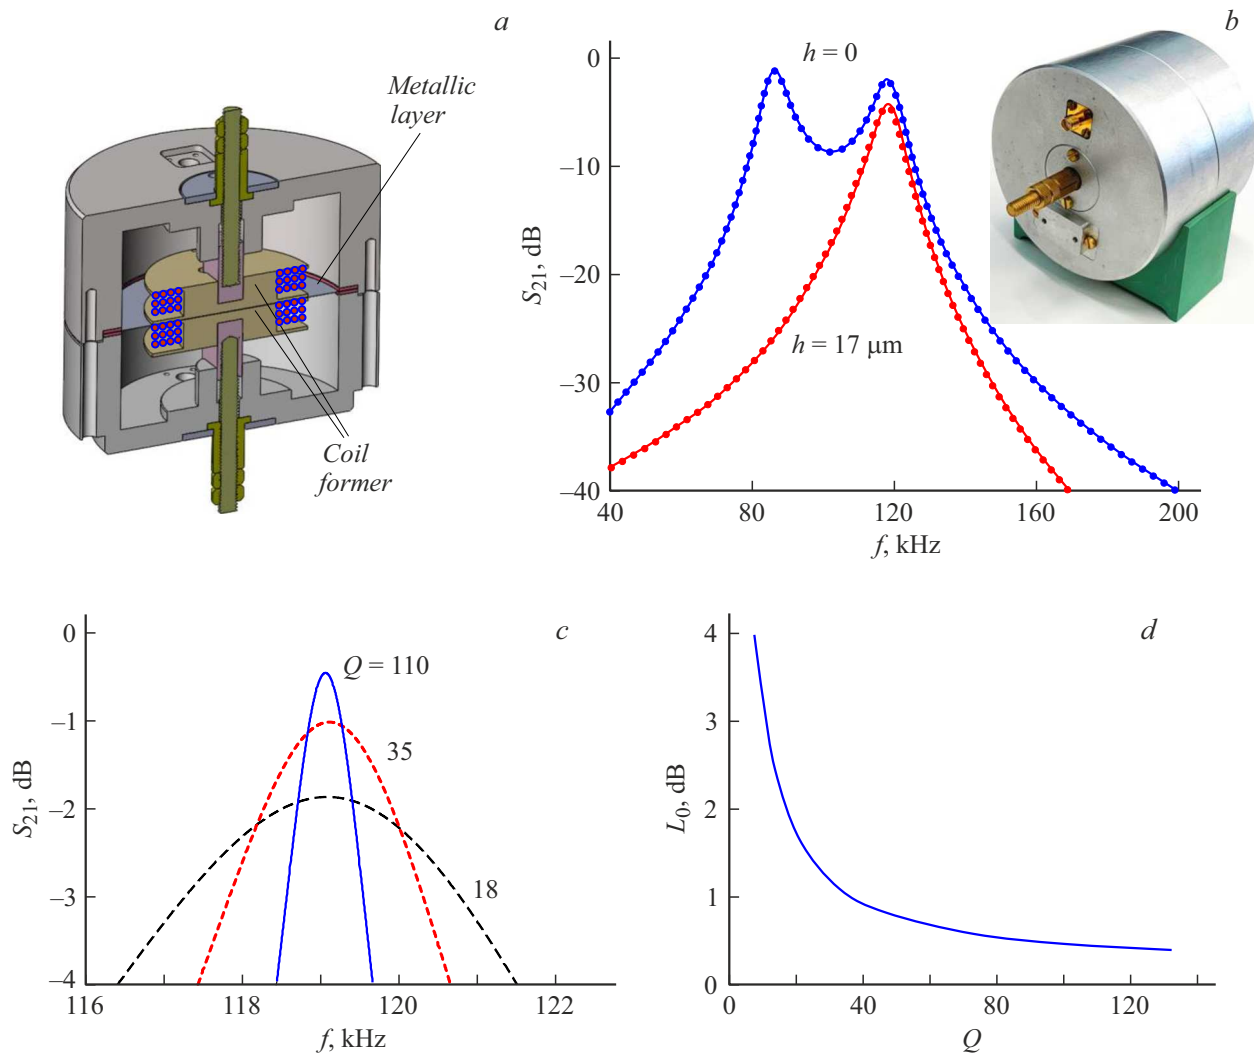 a
Metallic
layer
Coil
former
b
h = 0
h = 17 μm
0
–10
–20
–30
–40
S21, dB
40 80 120 160 200
f, kHz
c
0
–1
–2
–3
–4
S21, dB
Q = 110
35
18
116 118 120 122
f, kHz
d
4
3
2
1
0
L0, dB
0 40 80 120
Q